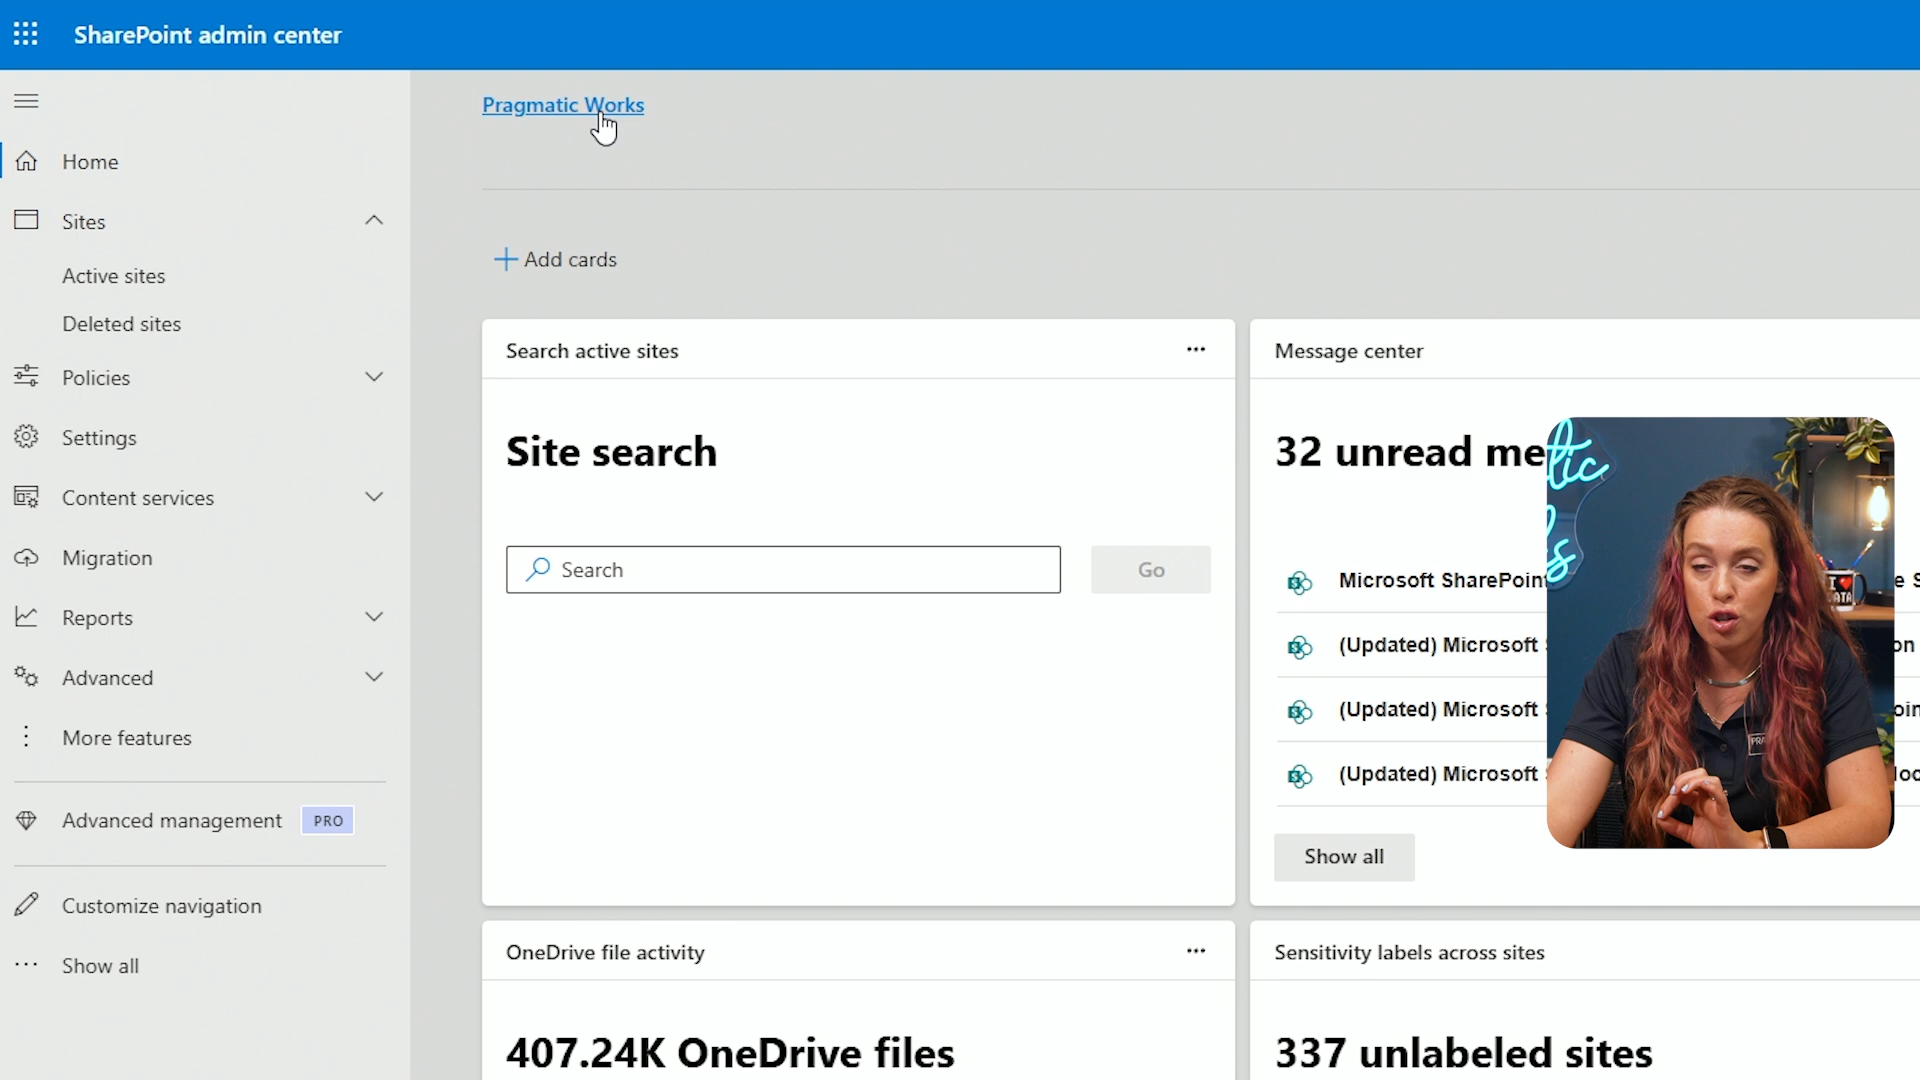 SharePoint admin center
Pragmatic Works
Home
Sites
Active sites
Deleted sites
Policies
Settings
Content services
Migration
Reports
Advanced
More features
Advanced management PRO
Customize navigation
Show all
Add cards
Search active sites
Site search
Search
Go
Message center
32 unread me
Microsoft SharePoint
(Updated) Microsoft
(Updated) Microsoft
(Updated) Microsoft
Show all
OneDrive file activity
407.24K OneDrive files
Sensitivity labels across sites
337 unlabeled sites